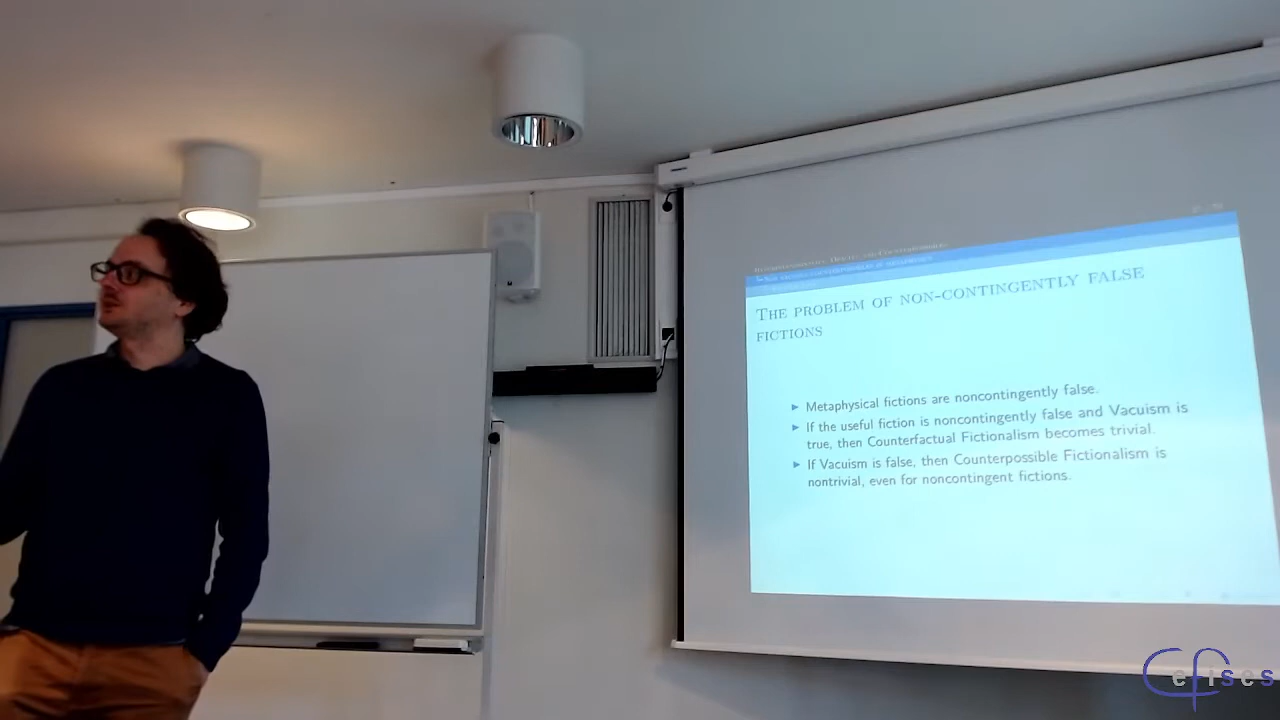 THE PROBLEM OF NON-CONTINGENTLY FALSE
FICTIONS
Metaphysical fictions are noncontingently false.
If the useful fiction is noncontingently false and Vacuism is
true, then Counterfactual Fictionalism becomes trivial.
If Vacuism is false, then Counterpossible Fictionalism is
nontrivial, even for noncontingent fictions.
Cefises